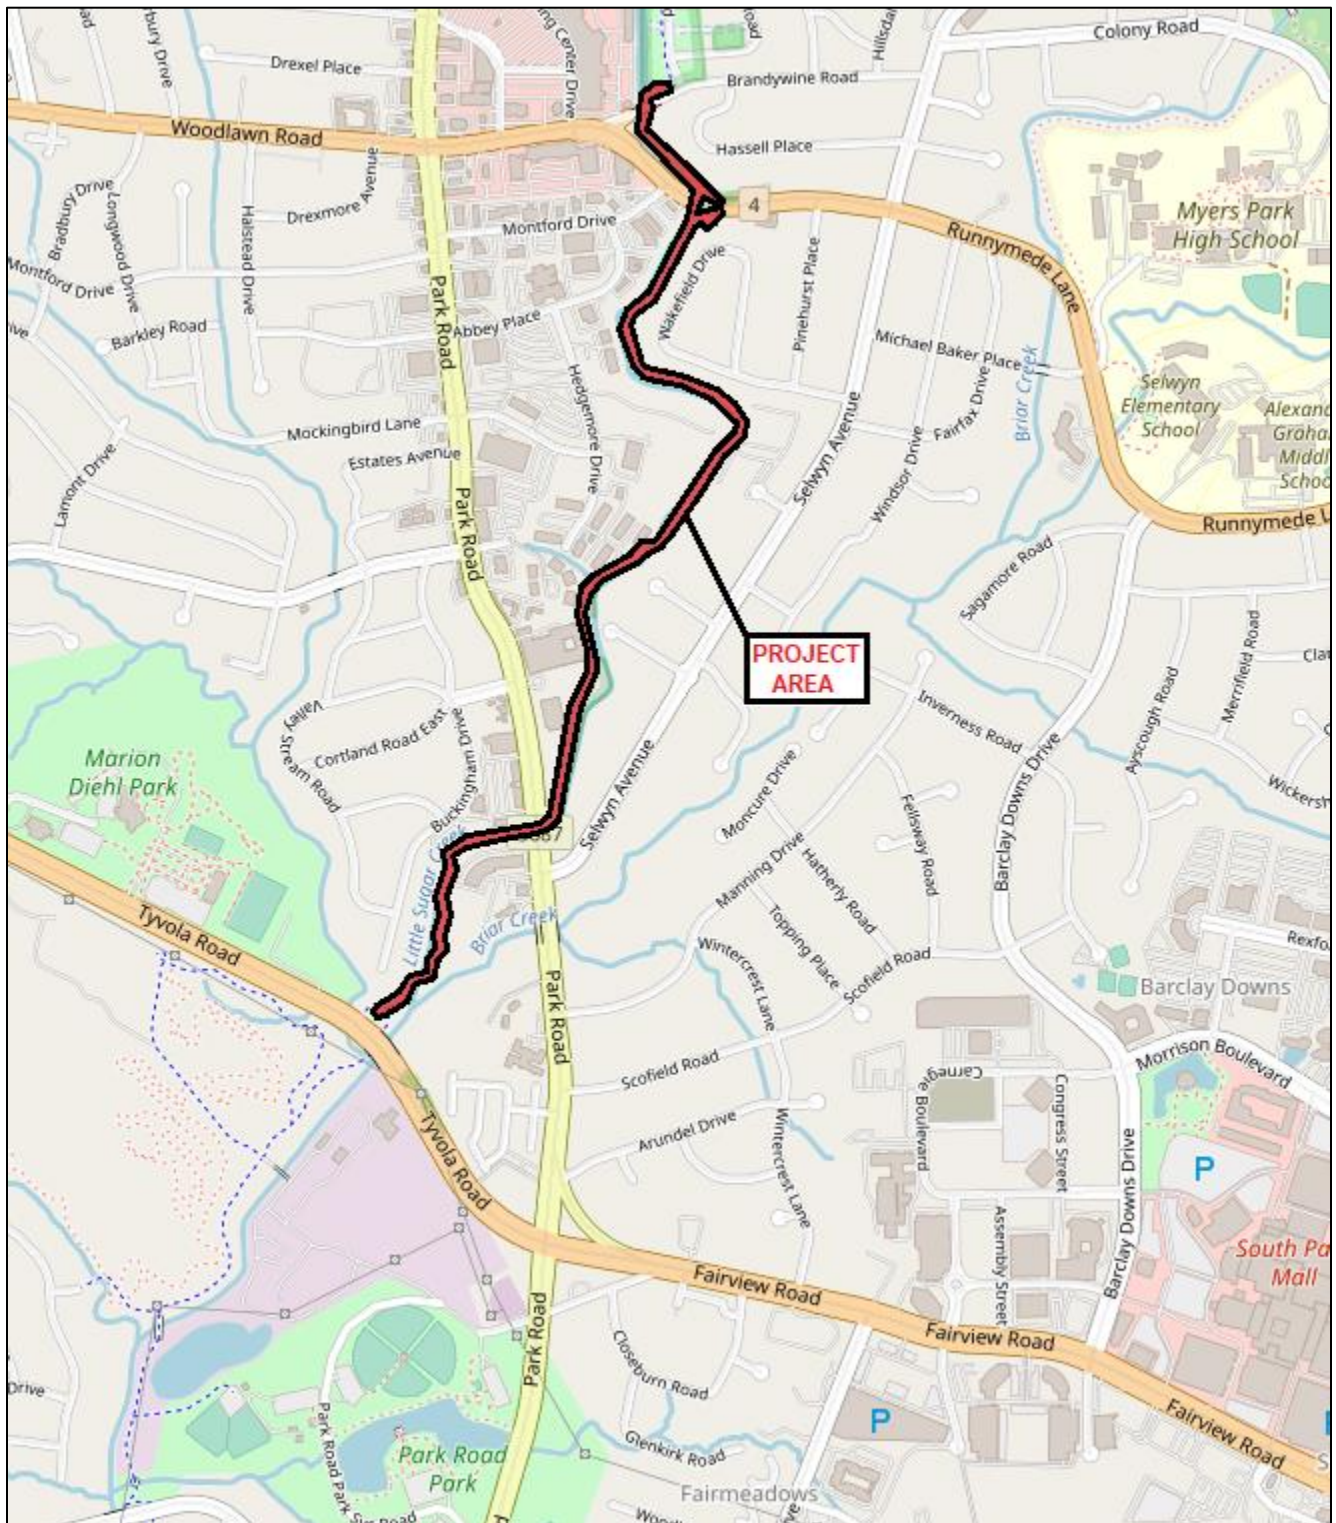 Colony Road
Drexel Place
Brandywine Road
Woodlawn Road
Hassell Place
Drexmore Avenue
4
Bradbury Drive
Longwood Drive
Halstead Drive
Montford Drive
Myers Park
High School
Runnymede Lane
Wakefield Drive
Pinehurst Place
Montford Drive
Park Road
Barkley Road
Abbey Place
Michael Baker Place
Briar Creek
Selwyn
Elementary
School
Hedgemore Drive
Fairfax Drive
Selwyn Avenue
Mockingbird Lane
Estates Avenue
Windsor Drive
Lamont Drive
Park Road
Sagamore Road
PROJECT
AREA
Merrifield Road
Ayscough Road
Inverness Road
Valley Stream Road
Cortland Road East
Buckingham Drive
Marion
Diehl Park
Selwyn Avenue
Moncure Drive
Barclay Downs Drive
Fellsway Road
Manning Drive
Hatherly Road
Topping Place
Little Sugar Creek
Briar Creek
Tyvola Road
Wintercrest Lane
Scofield Road
Barclay Downs
Park Road
Morrison Boulevard
Scofield Road
Carnegie Boulevard
Congress Street
Arundel Drive
Wintercrest Lane
Tyvola Road
Barclay Downs Drive
P
Assembly Street
Fairview Road
Fairview Road
Park Road
Closeburn Road
Drive
Park Road Park
P
Fairview Road
Park Road
Park
Glenkirk Road
Fairmeadows